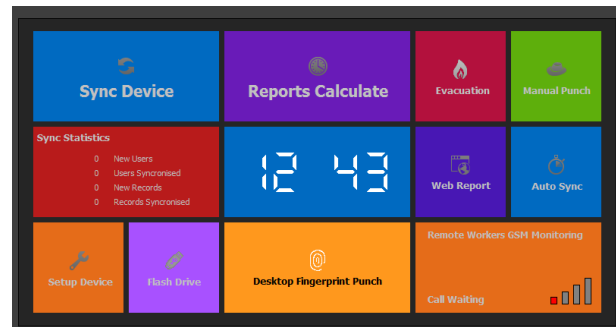 Sync Device
Reports Calculate
Evacuation
Manual Punch
Sync Statistics
0 New Users
0 Users Syncronised
0 New Records
0 Records Syncronised
12 43
Web Report
Auto Sync
Setup Device
Flash Drive
Desktop Fingerprint Punch
Remote Workers GSM Monitoring
Call Waiting